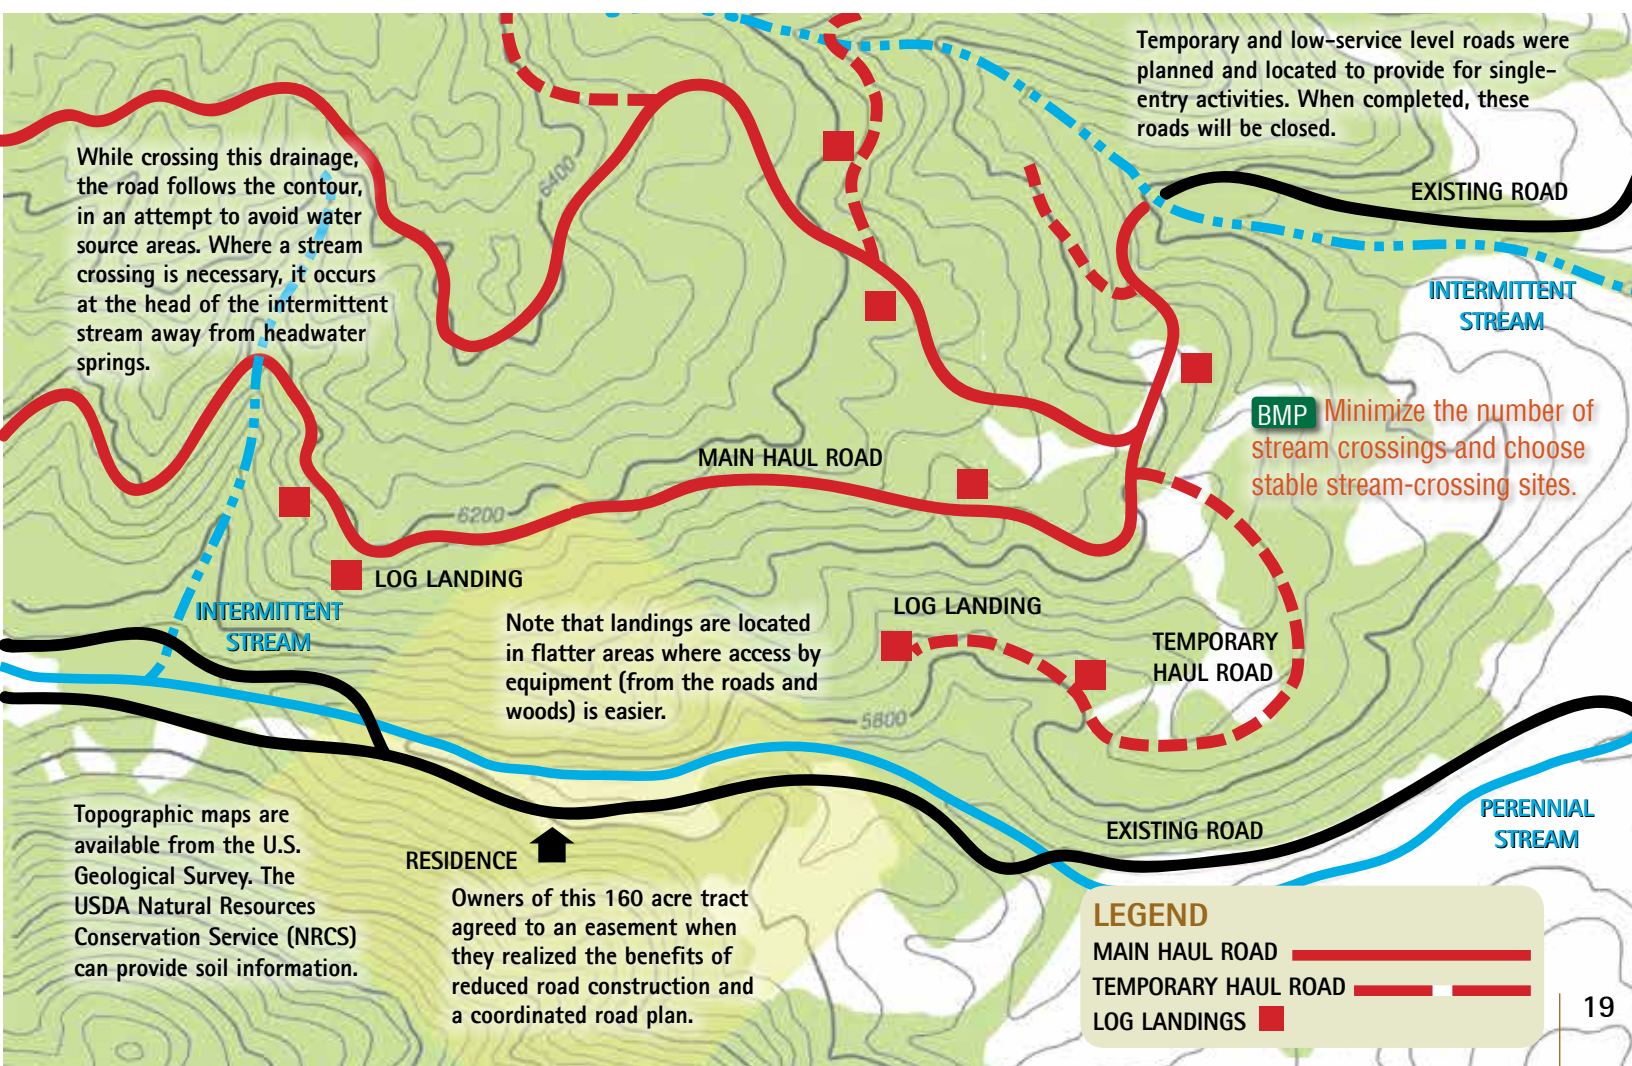 Temporary and low-service level roads were
planned and located to provide for single-
entry activities. When completed, these
roads will be closed.
While crossing this drainage,
the road follows the contour,
in an attempt to avoid water
source areas. Where a stream
crossing is necessary, it occurs
at the head of the intermittent
stream away from headwater
springs.
6400
EXISTING ROAD
INTERMITTENT
STREAM
BMP Minimize the number of
stream crossings and choose
stable stream-crossing sites.
MAIN HAUL ROAD
6200
LOG LANDING
INTERMITTENT
STREAM
Note that landings are located
in flatter areas where access by
equipment (from the roads and
woods) is easier.
LOG LANDING
TEMPORARY
HAUL ROAD
5800
Topographic maps are
available from the U.S.
Geological Survey. The
USDA Natural Resources
Conservation Service (NRCS)
can provide soil information.
RESIDENCE
Owners of this 160 acre tract
agreed to an easement when
they realized the benefits of
reduced road construction and
a coordinated road plan.
EXISTING ROAD
PERENNIAL
STREAM
LEGEND
MAIN HAUL ROAD
TEMPORARY HAUL ROAD
LOG LANDINGS
19